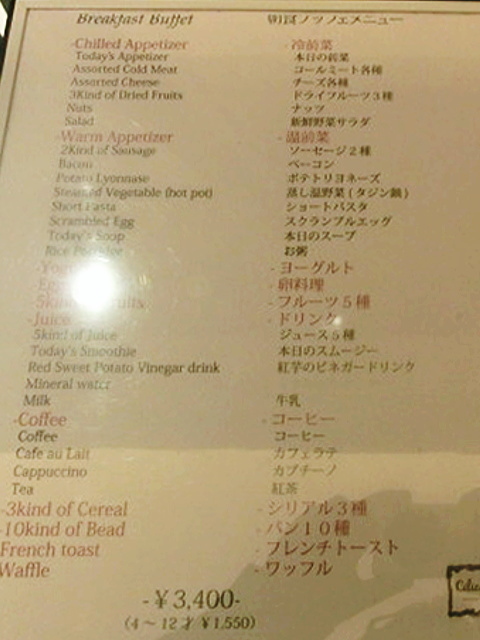 Breakfast Buffet 朝食ブッフェメニュー
-Chilled Appetizer -冷前菜
Today's Appetizer 本日の前菜
Assorted Cold Meat コールミート各種
Assorted Cheese チーズ各種
3Kind of Dried Fruits ドライフルーツ3種
Nuts ナッツ
Salad 新鮮野菜サラダ
-Warm Appetizer -温前菜
2Kind of Sausage ソーセージ2種
Bacon ベーコン
Potato Lyonnase ポテトリヨネーズ
Steamed Vegetable (hot pot) 蒸し温野菜(タジン鍋)
Short Pasta ショートパスタ
Scrambled Egg スクランブルエッグ
Today's Soup 本日のスープ
Rice お粥
-ヨーグルト
-卵料理
-フルーツ5種
-Juice -ドリンク
5kind of Juice ジュース5種
Today's Smoothie 本日のスムージー
Red Sweet Potato Vinegar drink 紅芋のビネガードリンク
Mineral water
Milk 牛乳
-Coffee -コーヒー
Coffee コーヒー
Cafe au Lait カフェラテ
Cappuccino カプチーノ
Tea 紅茶
-3kind of Cereal -シリアル3種
-10kind of Bead -パン10種
French toast -フレンチトースト
Waffle -ワッフル
-¥3,400-
(4～12才 ¥1,550)